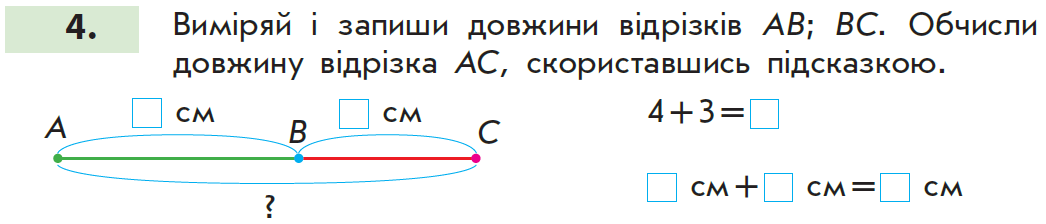 4. Виміряй і запиши довжини відрізків AB; BC. Обчисли
довжину відрізка AC, скориставшись підсказкою.
□ см □ см
A B C
?
4+3=□
□ см+□ см=□ см